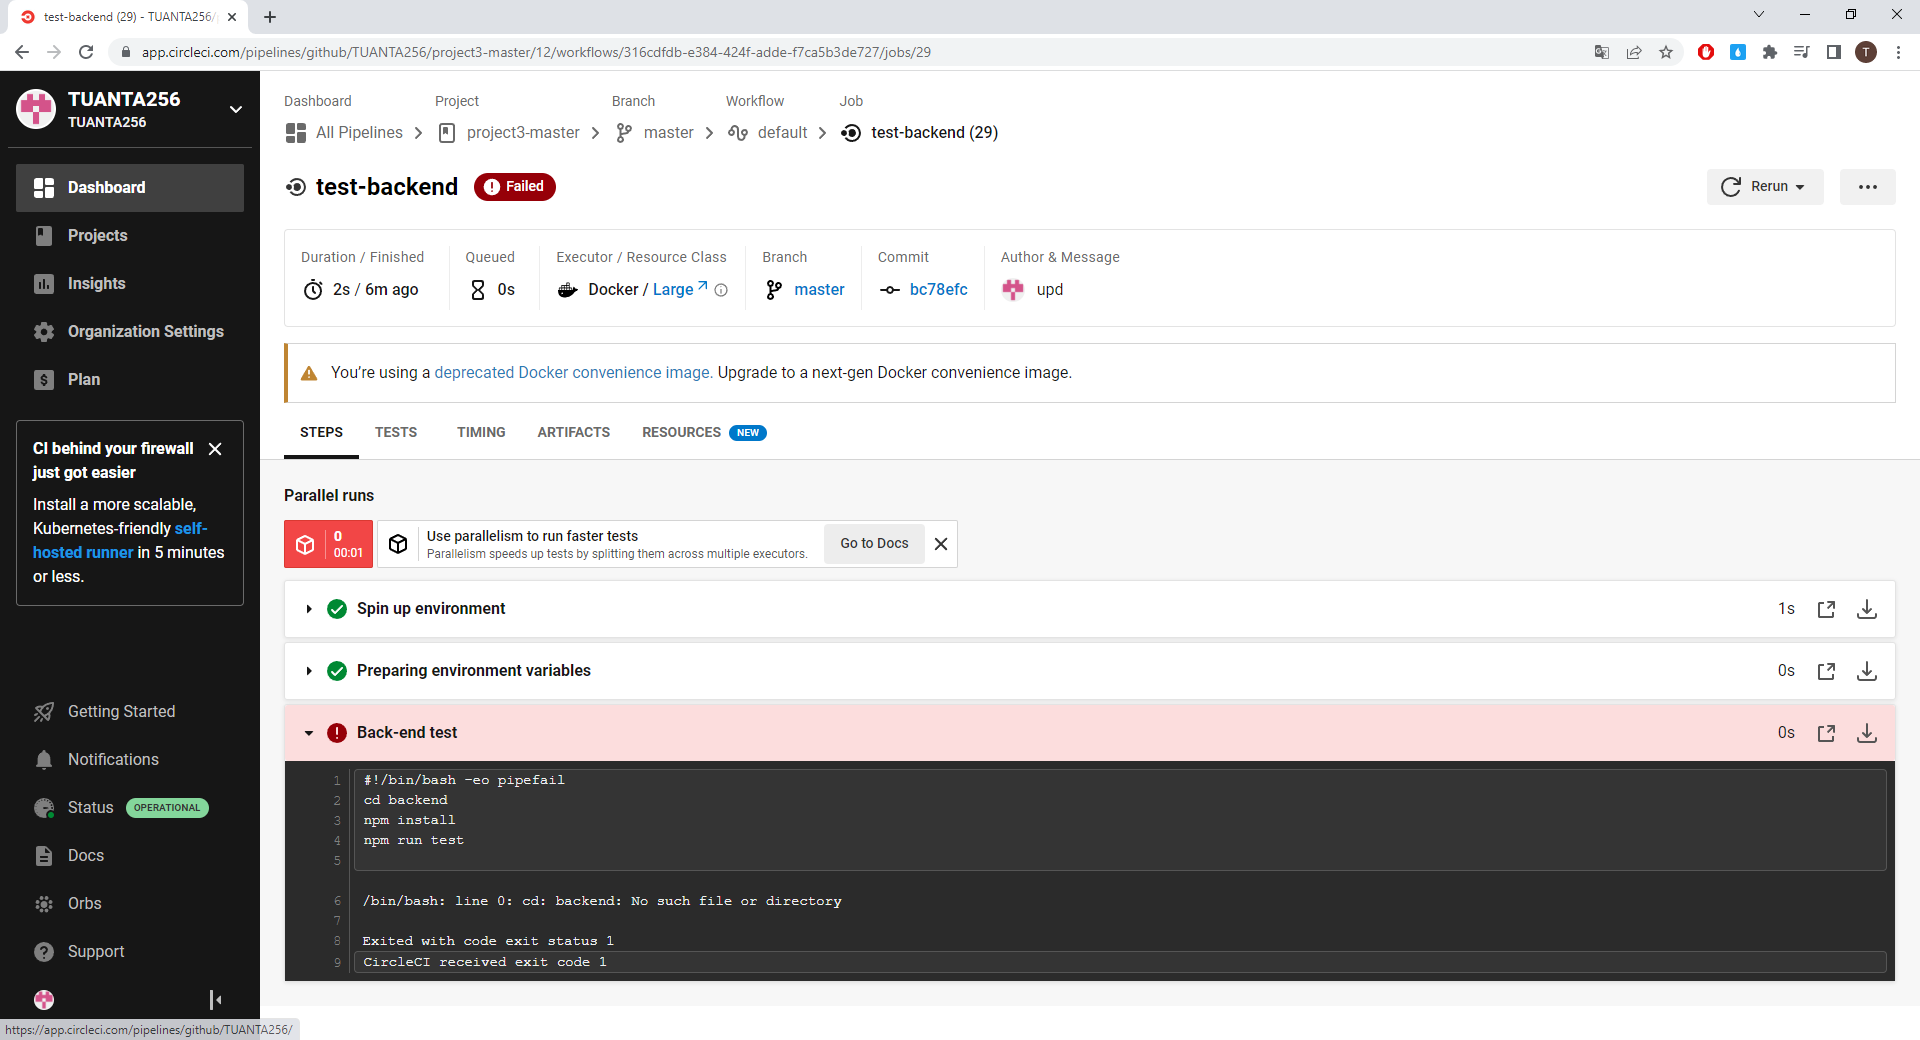 test-backend (29) - TUANTA256/
app.circleci.com/pipelines/github/TUANTA256/project3-master/12/workflows/316cdfdb-e384-424f-adde-f7ca5b3de727/jobs/29
T
TUANTA256
TUANTA256
Dashboard
Projects
Insights
Organization Settings
Plan
CI behind your firewall
just got easier
Install a more scalable,
Kubernetes-friendly self-
hosted runner in 5 minutes
or less.
Getting Started
Notifications
Status OPERATIONAL
Docs
Orbs
Support
https://app.circleci.com/pipelines/github/TUANTA256/
Dashboard Project Branch Workflow Job
All Pipelines project3-master master default test-backend (29)
test-backend Failed
Rerun
Duration / Finished Queued Executor / Resource Class Branch Commit Author & Message
2s / 6m ago 0s Docker / Large master bc78efc upd
You're using a deprecated Docker convenience image. Upgrade to a next-gen Docker convenience image.
STEPS TESTS TIMING ARTIFACTS RESOURCES NEW
Parallel runs
0
00:01
Use parallelism to run faster tests
Parallelism speeds up tests by splitting them across multiple executors.
Go to Docs
Spin up environment 1s
Preparing environment variables 0s
Back-end test 0s
1 #!/bin/bash -eo pipefail
2 cd backend
3 npm install
4 npm run test
5
6 /bin/bash: line 0: cd: backend: No such file or directory
7
8 Exited with code exit status 1
9 CircleCI received exit code 1